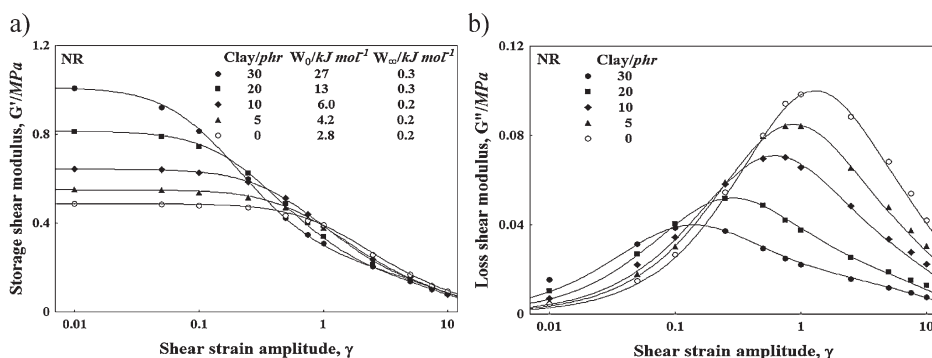 a)
1.2
0.8
0.4
0
Storage shear modulus, G'/MPa
NR
Clay/phr W₀/kJ mol⁻¹ W∞/kJ mol⁻¹
30 27 0.3
20 13 0.3
10 6.0 0.2
5 4.2 0.2
0 2.8 0.2
0.01 0.1 1 10
Shear strain amplitude, γ
b)
0.12
0.08
0.04
0
Loss shear modulus, G''/MPa
NR
Clay/phr
30
20
10
5
0
0.01 0.1 1 10
Shear strain amplitude, γ